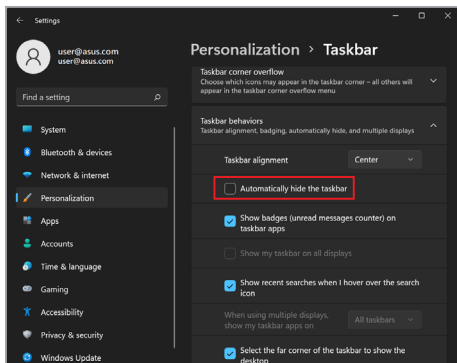 Settings
user@asus.com
user@asus.com
Find a setting
System
Bluetooth & devices
Network & internet
Personalization
Apps
Accounts
Time & language
Gaming
Accessibility
Privacy & security
Windows Update
Personalization > Taskbar
Taskbar corner overflow
Choose which icons may appear in the taskbar corner – all others will
appear in the taskbar corner overflow menu
Taskbar behaviors
Taskbar alignment, badging, automatically hide, and multiple displays
Taskbar alignment
Center
Automatically hide the taskbar
Show badges (unread messages counter) on
taskbar apps
Show my taskbar on all displays
Show recent searches when I hover over the search
icon
When using multiple displays,
show my taskbar apps on
All taskbars
Select the far corner of the taskbar to show the
desktop